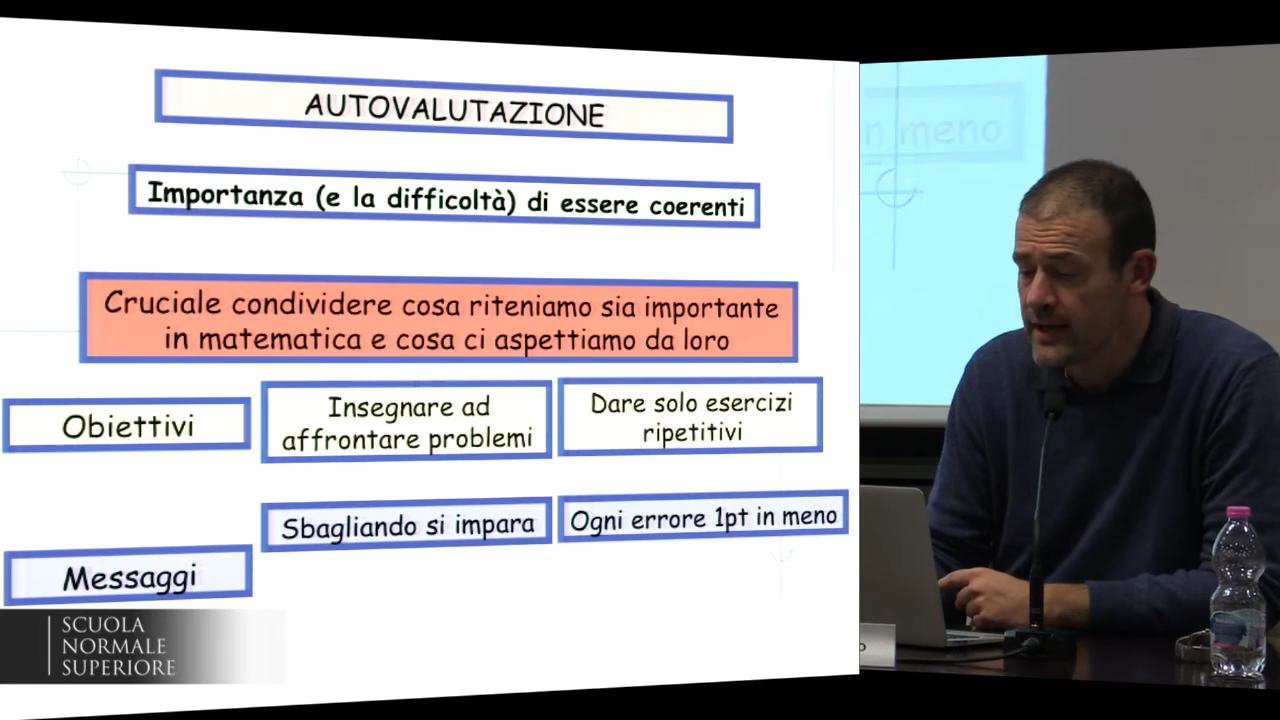 AUTOVALUTAZIONE
Importanza (e la difficoltà) di essere coerenti
Cruciale condividere cosa riteniamo sia importante
in matematica e cosa ci aspettiamo da loro
Obiettivi
Insegnare ad
affrontare problemi
Dare solo esercizi
ripetitivi
Sbagliando si impara
Ogni errore 1pt in meno
Messaggi
SCUOLA
NORMALE
SUPERIORE
n meno